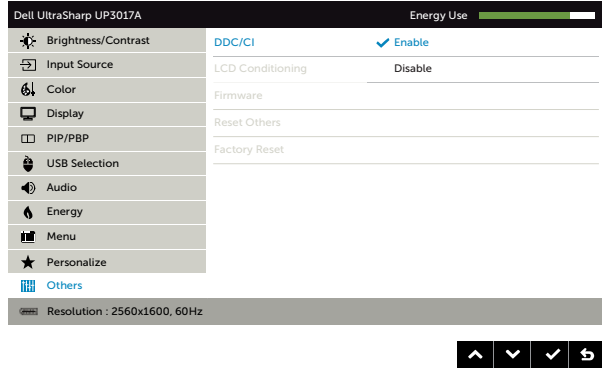 Dell UltraSharp UP3017A Energy Use
Brightness/Contrast DDC/CI Enable
Input Source LCD Conditioning Disable
Color Firmware
Display Reset Others
PIP/PBP Factory Reset
USB Selection
Audio
Energy
Menu
Personalize
Others
Resolution : 2560x1600, 60Hz